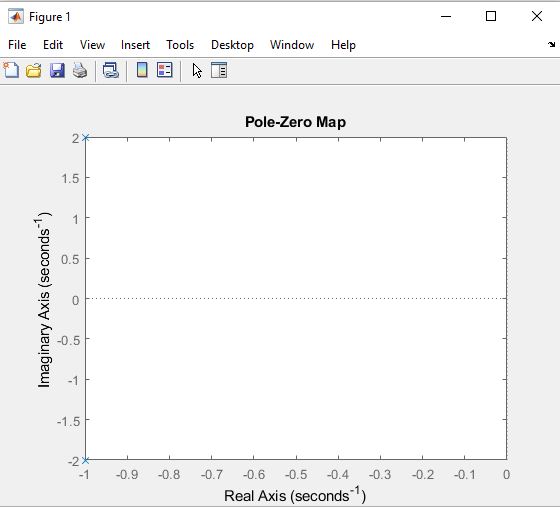 Figure 1
File Edit View Insert Tools Desktop Window Help
Pole-Zero Map
2
1.5
1
0.5
0
-0.5
-1
-1.5
-2
Imaginary Axis (seconds⁻¹)
-1 -0.9 -0.8 -0.7 -0.6 -0.5 -0.4 -0.3 -0.2 -0.1 0
Real Axis (seconds⁻¹)